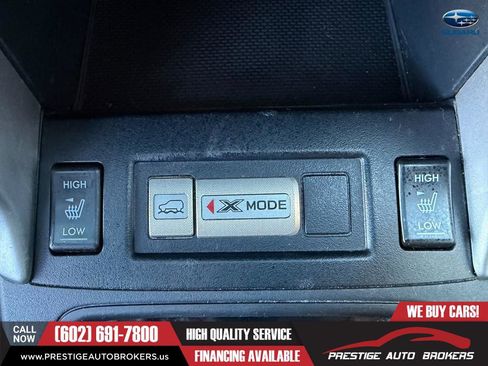 SUBARU
HIGH
LOW
X MODE
HIGH
LOW
CALL NOW (602) 691-7800
WWW.PRESTIGEAUTOBROKERS.US
HIGH QUALITY SERVICE
FINANCING AVAILABLE
WE BUY CARS!
PRESTIGE AUTO BROKERS